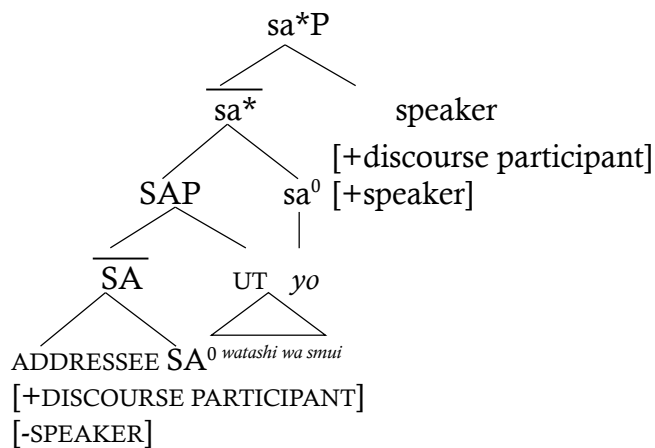 sa*P
sa* speaker
[+discourse participant]
SAP sa⁰ [+speaker]
SA UT yo
ADDRESSEE SA⁰ watashi wa smui
[+DISCOURSE PARTICIPANT]
[-SPEAKER]